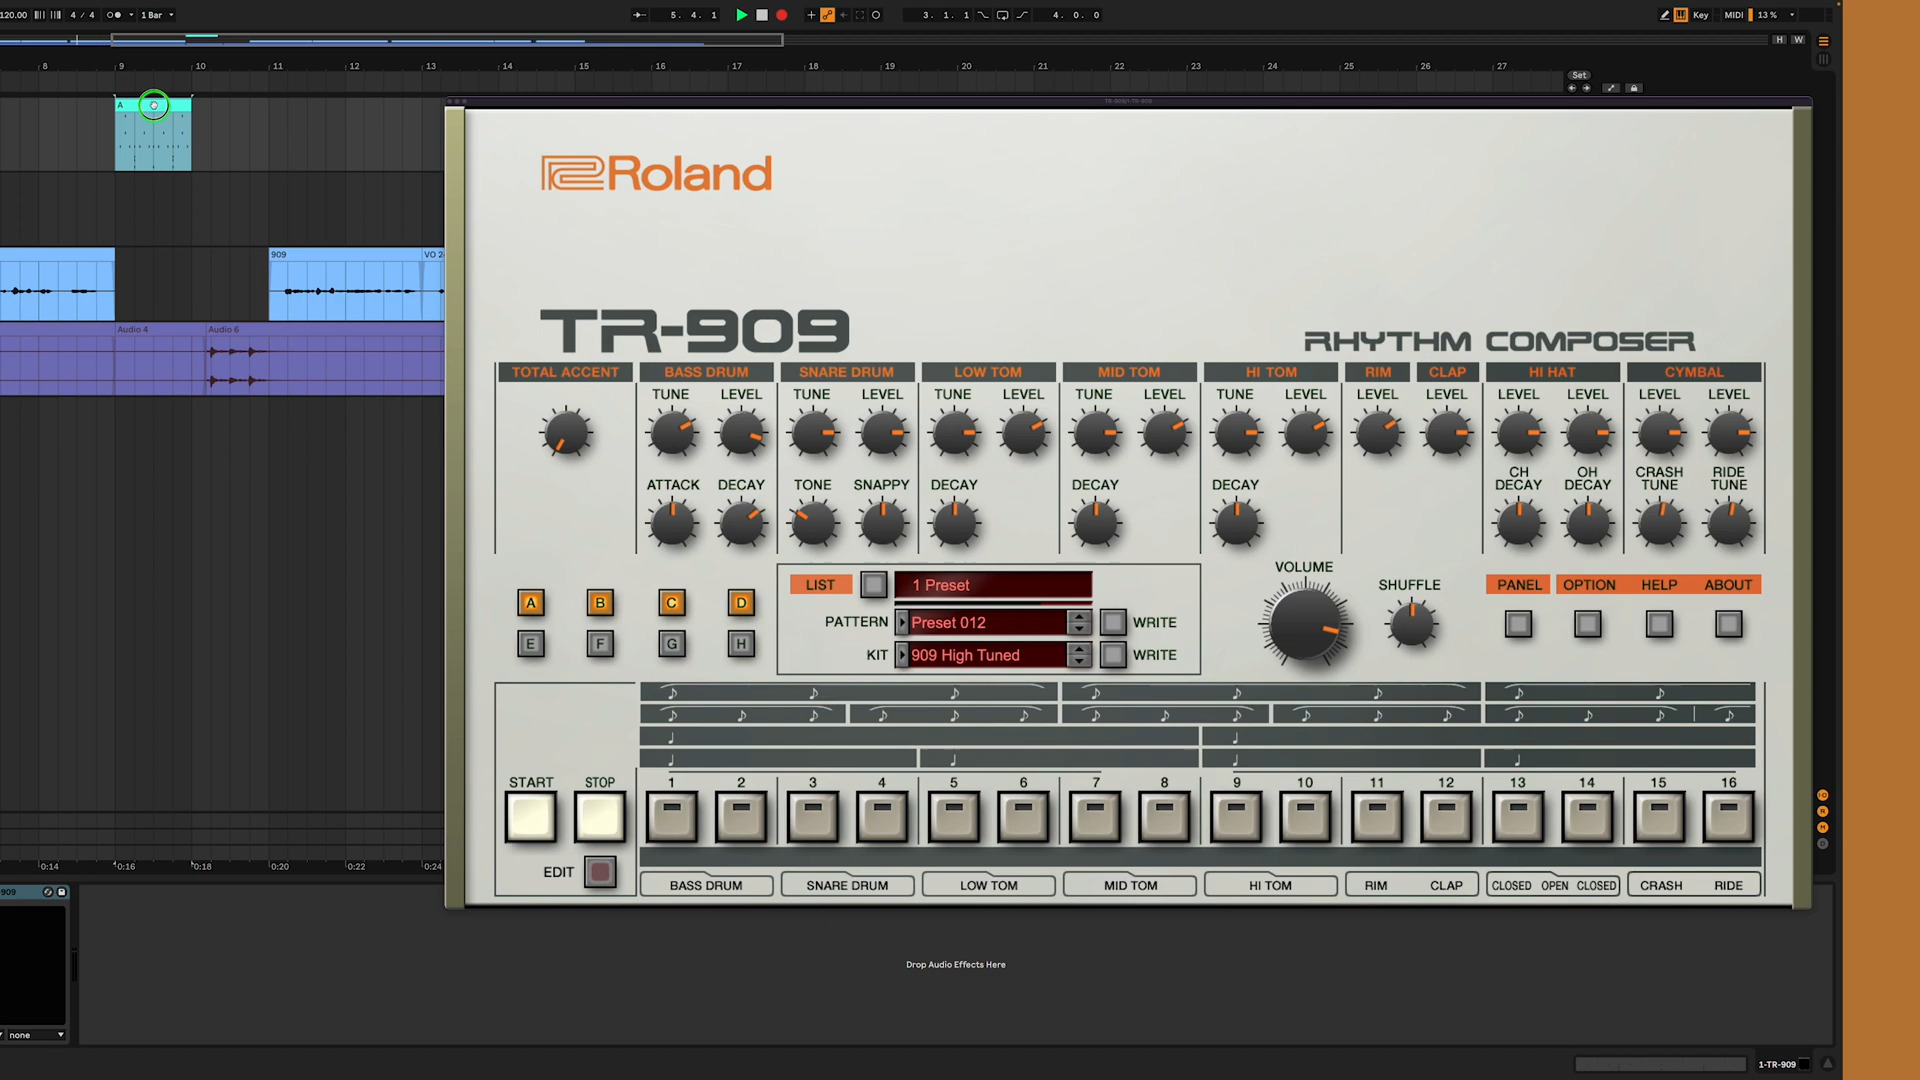 120.00 4 / 4 1 Bar 5. 4. 1 3. 1. 1 4. 0. 0 Key MIDI 13 %
H W
8 9 10 11 12 13 14 15 16 17 18 19 20 21 22 23 24 25 26 27
Set
A
TR-909/1-TR-909
Roland
909 VO 2
TR-909
RHYTHM COMPOSER
Audio 4 Audio 6
TOTAL ACCENT BASS DRUM SNARE DRUM LOW TOM MID TOM HI TOM RIM CLAP HI HAT CYMBAL
TUNE LEVEL TUNE LEVEL TUNE LEVEL TUNE LEVEL TUNE LEVEL LEVEL LEVEL LEVEL LEVEL LEVEL LEVEL
ATTACK DECAY TONE SNAPPY DECAY DECAY DECAY CH DECAY OH DECAY CRASH TUNE RIDE TUNE
VOLUME
SHUFFLE
LIST 1 Preset
PANEL OPTION HELP ABOUT
A B C D
PATTERN Preset 012 WRITE
E F G H
KIT 909 High Tuned WRITE
START STOP 1 2 3 4 5 6 7 8 9 10 11 12 13 14 15 16
EDIT
0:14 0:16 0:18 0:20 0:22 0:24
BASS DRUM SNARE DRUM LOW TOM MID TOM HI TOM RIM CLAP CLOSED OPEN CLOSED CRASH RIDE
-909
Drop Audio Effects Here
none
1-TR-909